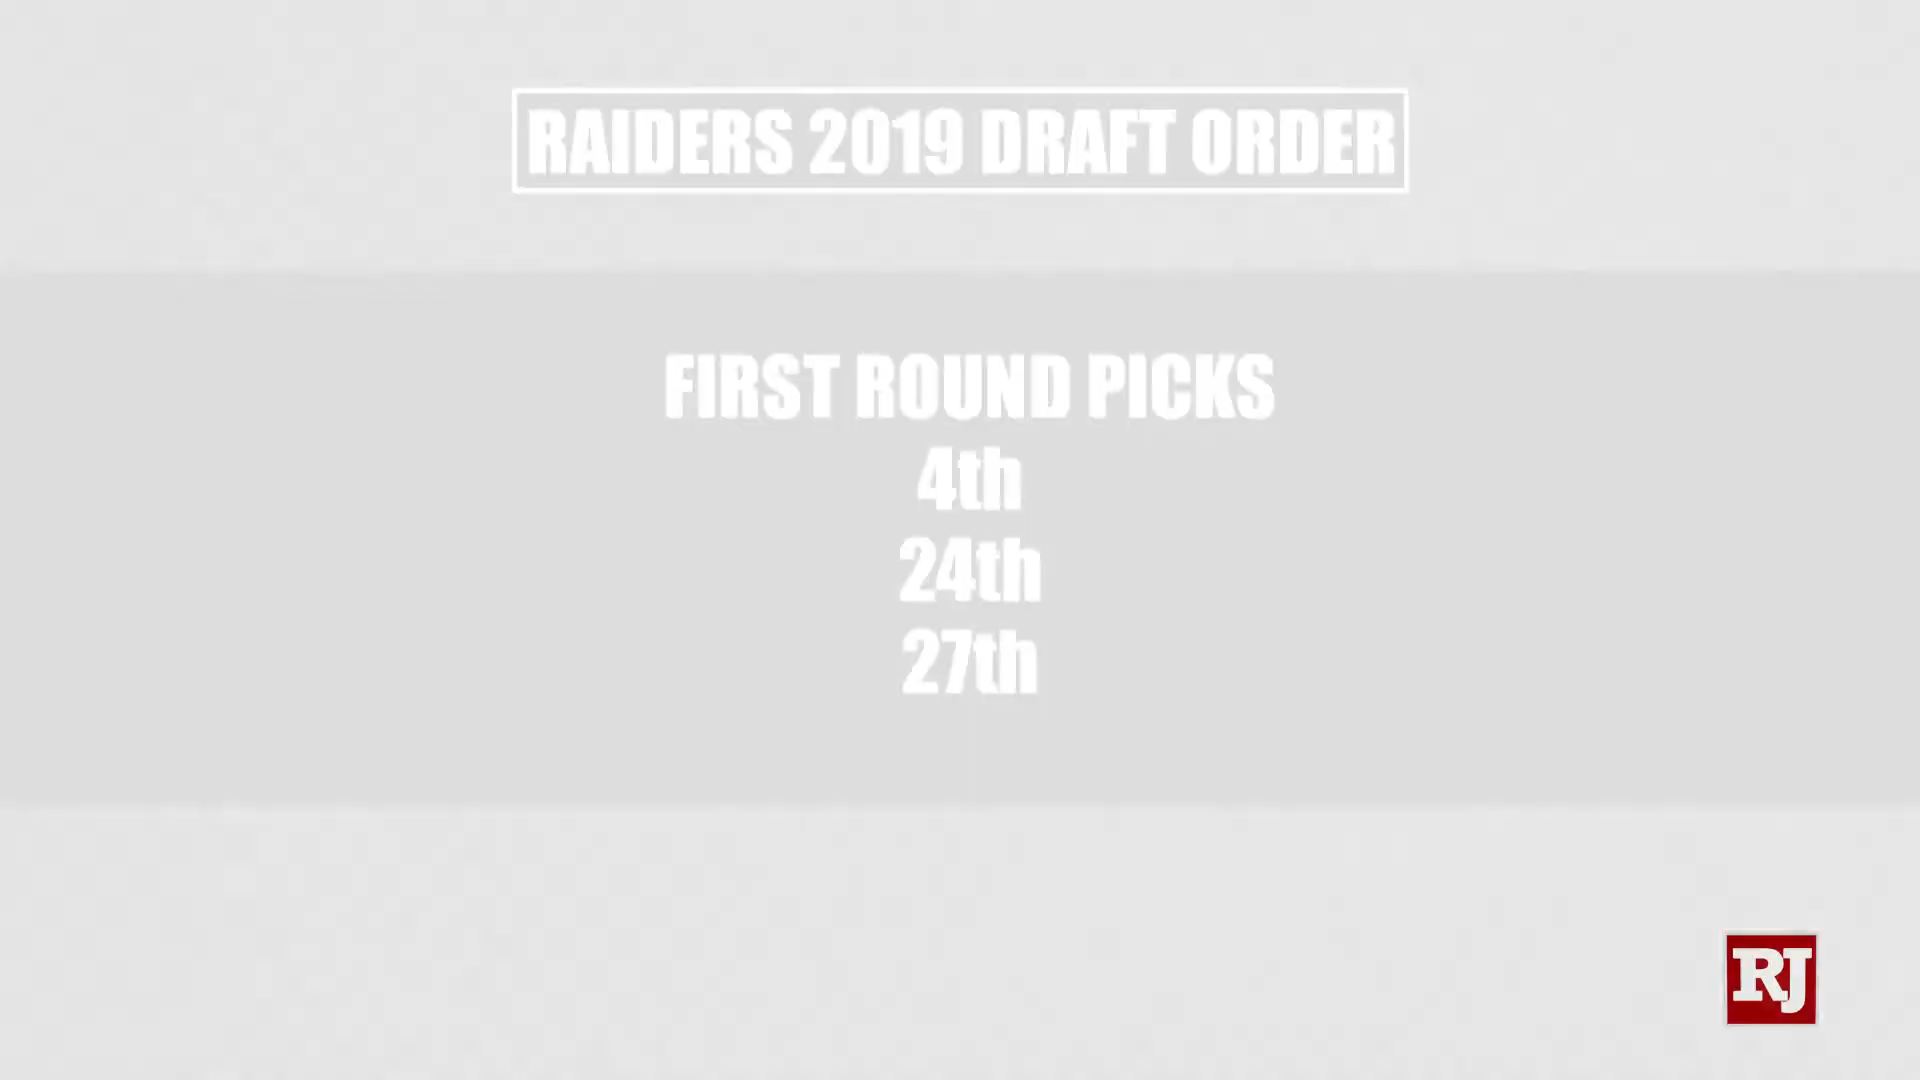 RAIDERS 2019 DRAFT ORDER
FIRST ROUND PICKS
4th
24th
27th
RJ